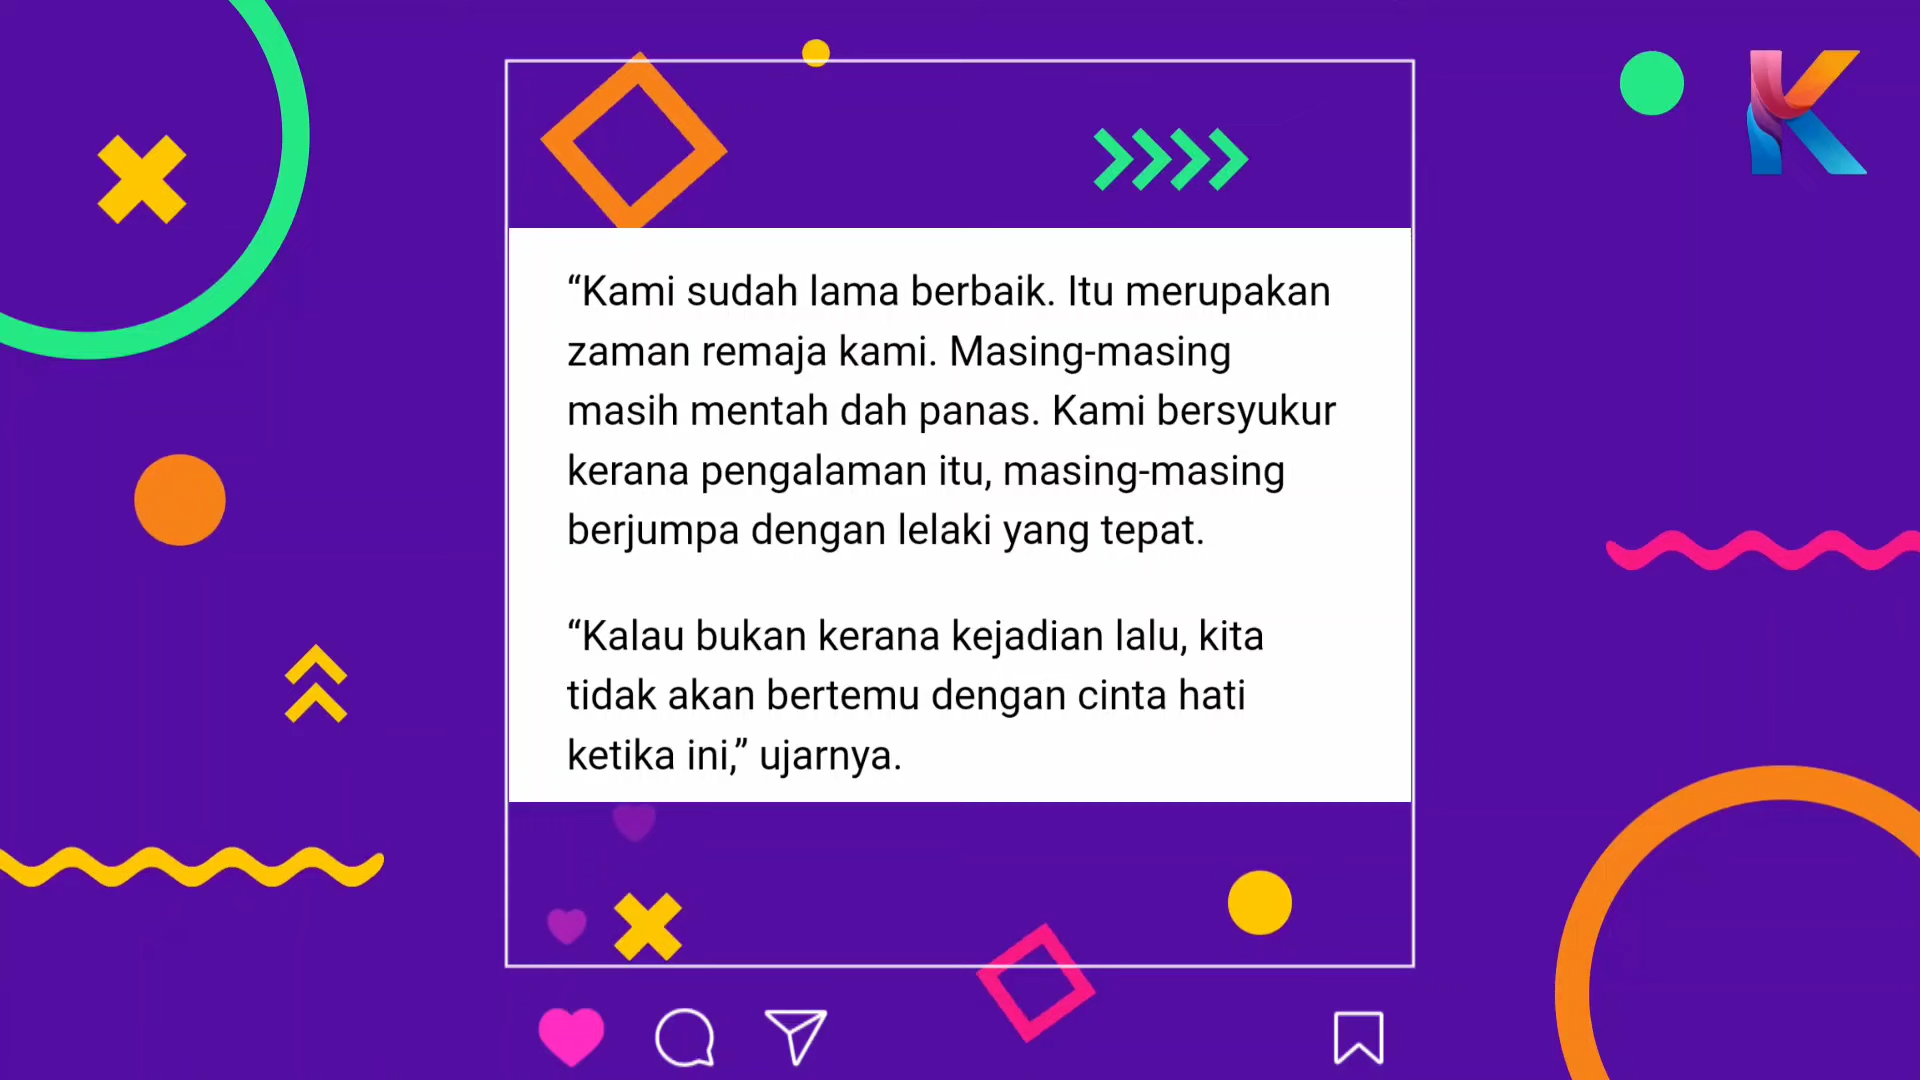 “Kami sudah lama berbaik. Itu merupakan
zaman remaja kami. Masing-masing
masih mentah dah panas. Kami bersyukur
kerana pengalaman itu, masing-masing
berjumpa dengan lelaki yang tepat.
“Kalau bukan kerana kejadian lalu, kita
tidak akan bertemu dengan cinta hati
ketika ini,” ujarnya.
K